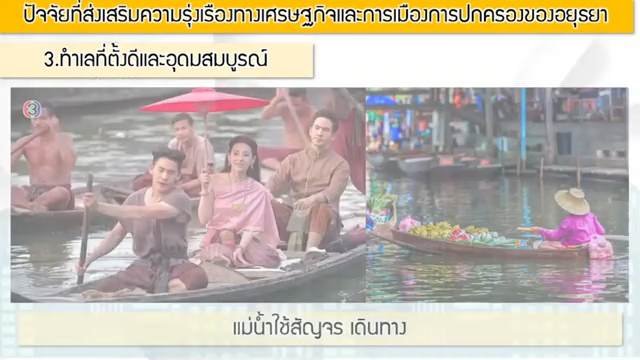 ปัจจัยที่ส่งเสริมความรุ่งเรืองทางเศรษฐกิจและการเมืองการปกครองของอยุธยา
3.ทำเลที่ตั้งดีและอุดมสมบูรณ์
3
แม่น้ำใช้สัญจร เดินทาง